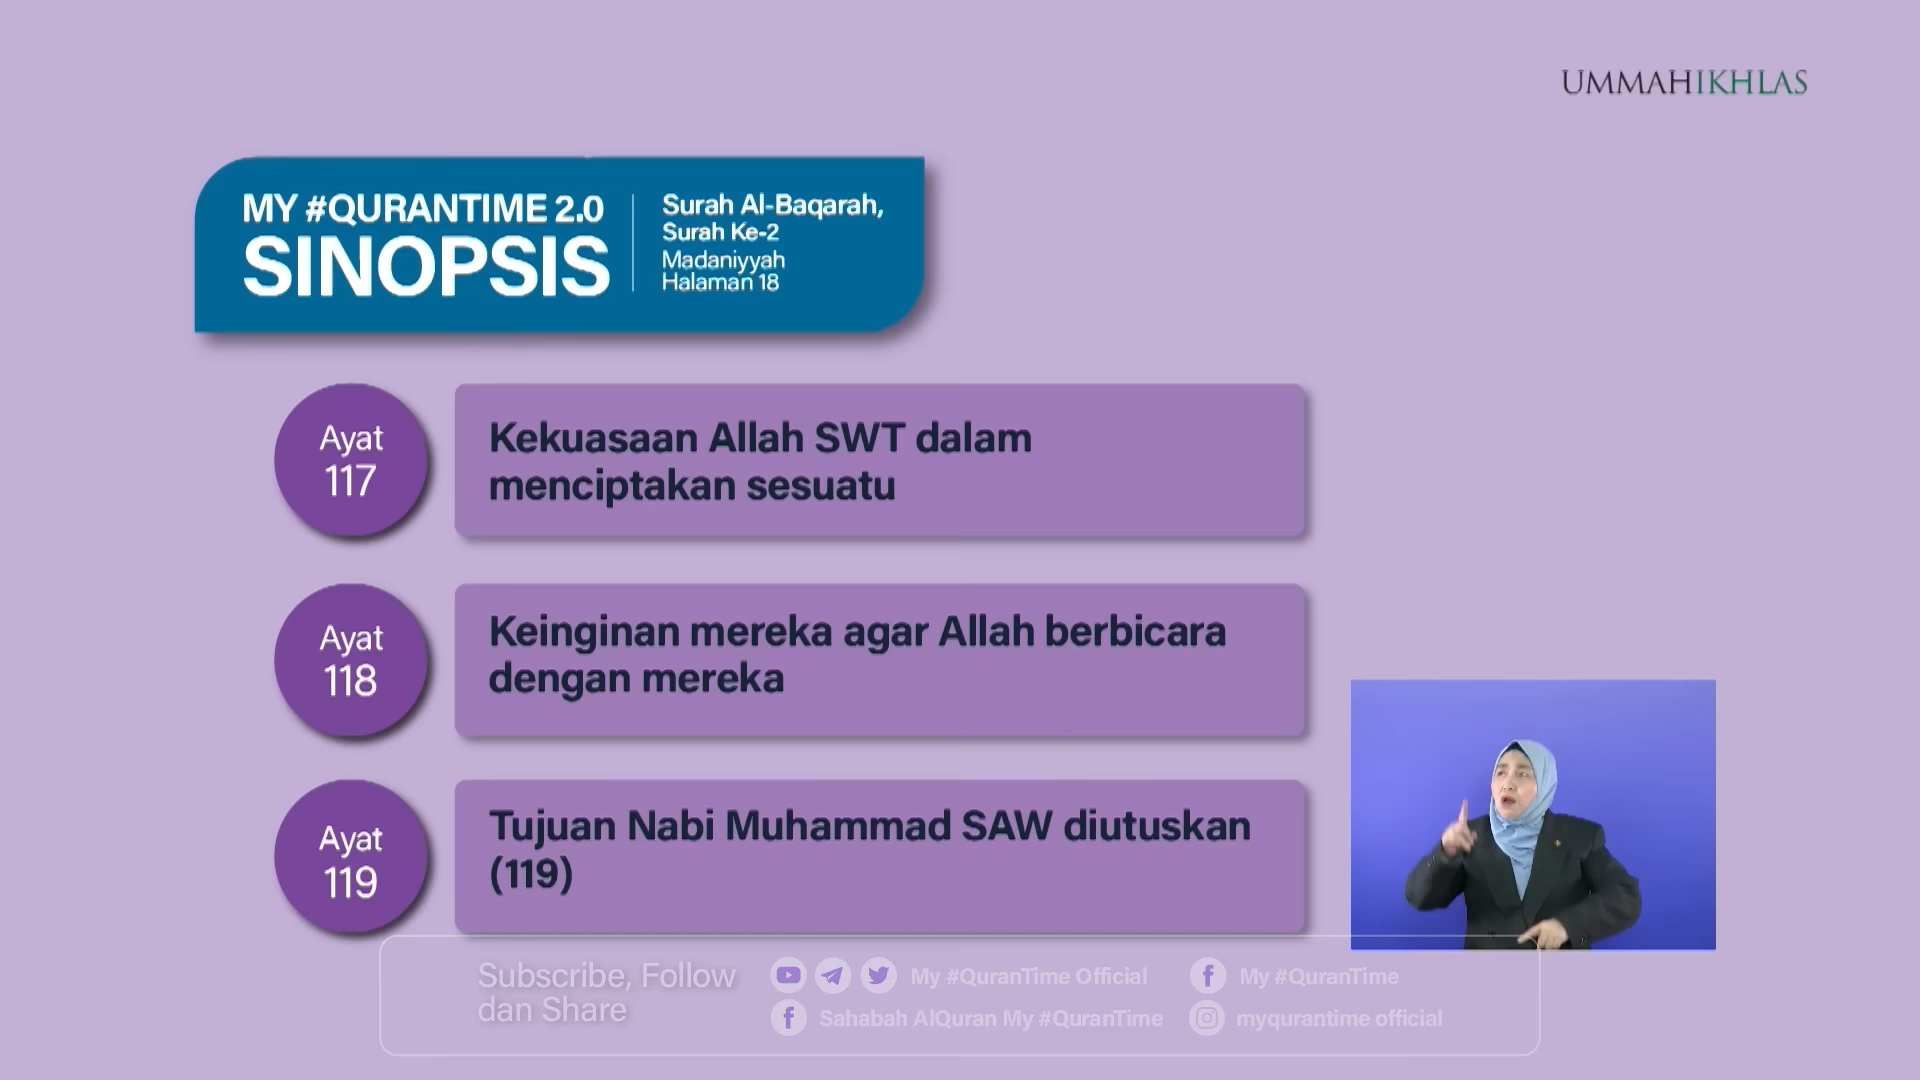 UMMAHIKHLAS
MY #QURANTIME 2.0
SINOPSIS
Surah Al-Baqarah,
Surah Ke-2
Madaniyyah
Halaman 18
Ayat
117
Kekuasaan Allah SWT dalam
menciptakan sesuatu
Ayat
118
Keinginan mereka agar Allah berbicara
dengan mereka
Ayat
119
Tujuan Nabi Muhammad SAW diutuskan
(119)
Subscribe, Follow
dan Share
My #QuranTime Official
My #QuranTime
Sahabah AlQuran My #QuranTime
myqurantime official